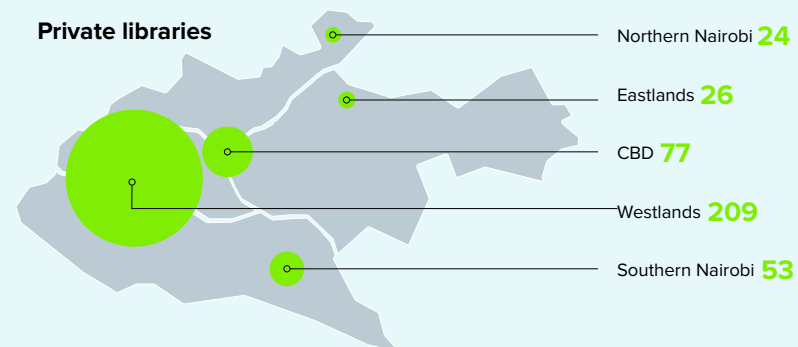 Private libraries
Northern Nairobi 24
Eastlands 26
CBD 77
Westlands 209
Southern Nairobi 53